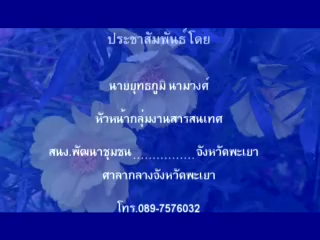 ประชาสัมพันธ์ โดย
นายยุทธภูมิ นามวงศ์
หัวหน้ากลุ่มงานสารสนเทศ
สนง.พัฒนาชุมชน................จังหวัดพะเยา
ศาลากลางจังหวัดพะเยา
โทร.089-7576032